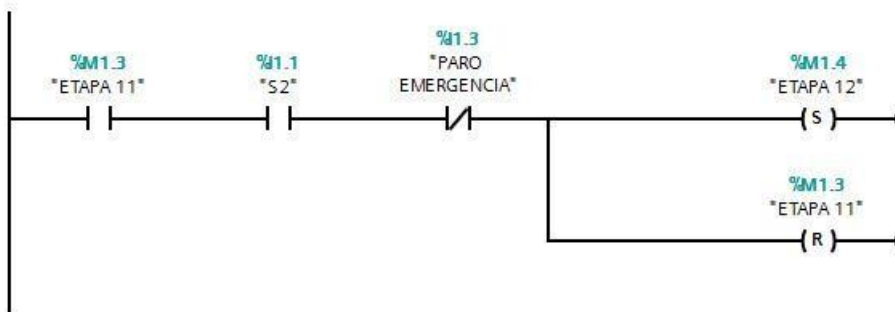 %I1.3
%M1.3
%I1.1
"PARO
%M1.4
"ETAPA 11"
"S2"
EMERGENCIA"
"ETAPA 12"
S
%M1.3
"ETAPA 11"
R